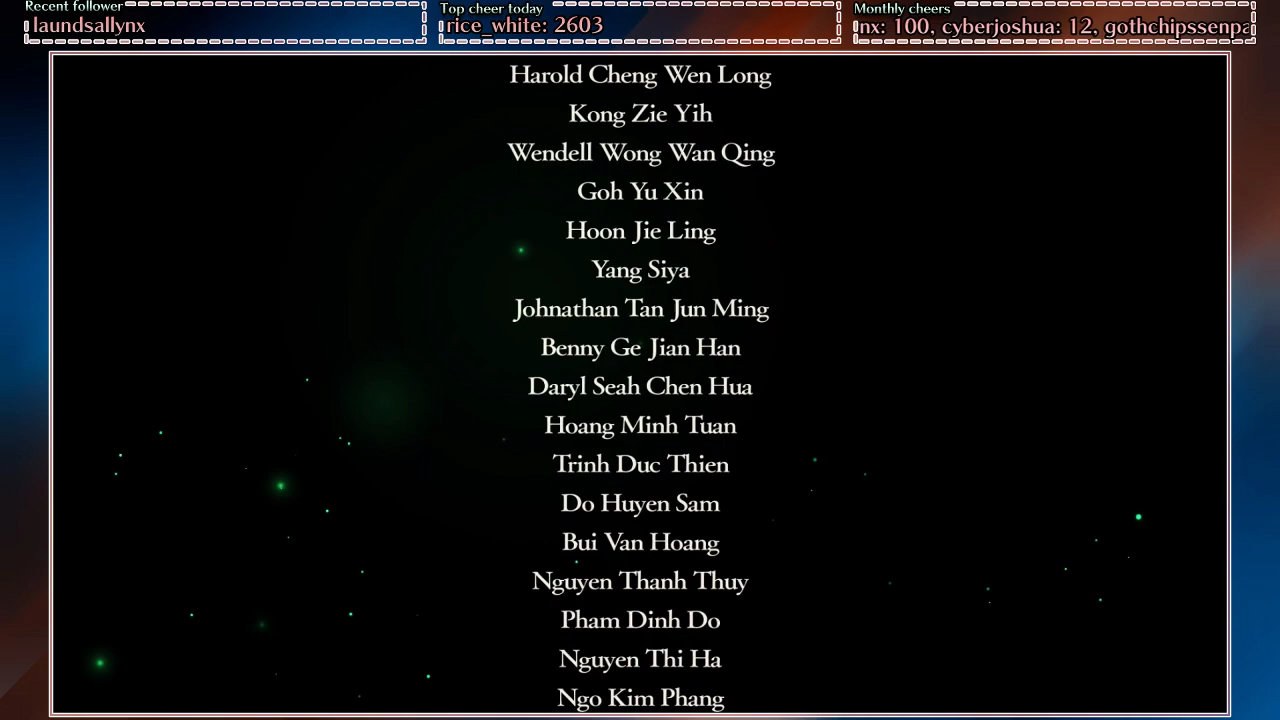 Recent follower
laundsallynx
Top cheer today
rice_white: 2603
Monthly cheers
nx: 100, cyberjoshua: 12, gothchipssenpa
Harold Cheng Wen Long
Kong Zie Yih
Wendell Wong Wan Qing
Goh Yu Xin
Hoon Jie Ling
Yang Siya
Johnathan Tan Jun Ming
Benny Ge Jian Han
Daryl Seah Chen Hua
Hoang Minh Tuan
Trinh Duc Thien
Do Huyen Sam
Bui Van Hoang
Nguyen Thanh Thuy
Pham Dinh Do
Nguyen Thi Ha
Ngo Kim Phang